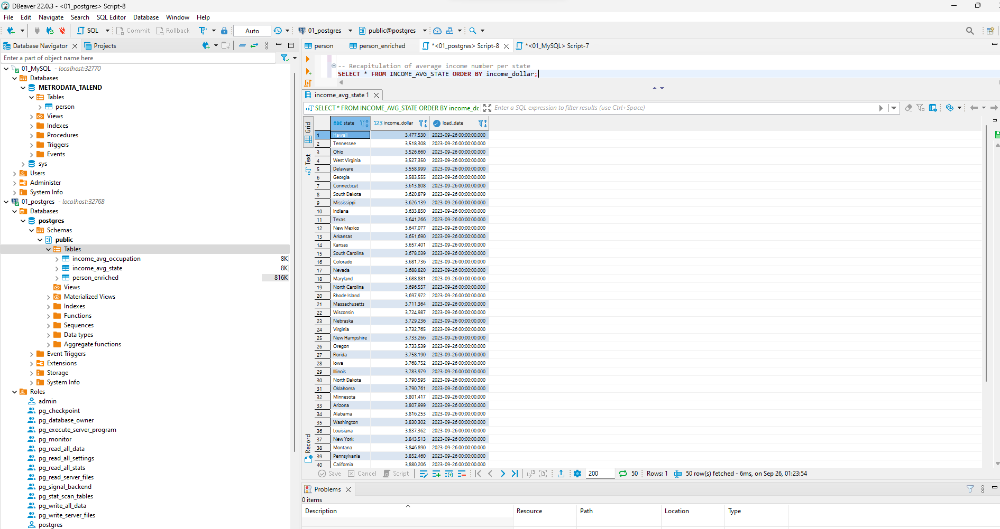 DBeaver 22.0.3 - <01_postgres> Script-8
File Edit Navigate Search SQL Editor Database Window Help
SQL Commit Rollback Auto 01_postgres public@postgres
Database Navigator Projects
Enter a part of object name here
01_MySQL - localhost:32770
Databases
METRODATA_TALEND
Tables
person
Views
Indexes
Procedures
Triggers
Events
sys
Users
Administer
System Info
01_postgres - localhost:32768
Databases
postgres
Schemas
public
Tables
income_avg_occupation 8K
income_avg_state 8K
person_enriched 816K
Views
Materialized Views
Indexes
Functions
Sequences
Data types
Aggregate functions
Event Triggers
Extensions
Storage
System Info
Roles
admin
pg_checkpoint
pg_database_owner
pg_execute_server_program
pg_monitor
pg_read_all_data
pg_read_all_settings
pg_read_all_stats
pg_read_server_files
pg_signal_backend
pg_stat_scan_tables
pg_write_all_data
pg_write_server_files
postgres
person person_enriched *<01_postgres> Script-8 *<01_MySQL> Script-7
-- Recapitulation of average income number per state
SELECT * FROM INCOME_AVG_STATE ORDER BY income_dollar;
income_avg_state 1
SELECT * FROM INCOME_AVG_STATE ORDER BY income_dc Enter a SQL expression to filter results (use Ctrl+Space)
Grid
Text
Record
ABC state 123 income_dollar load_date
1 Hawaii 3,477,530 2023-09-26 00:00:00.000
2 Tennessee 3,518,308 2023-09-26 00:00:00.000
3 Ohio 3,526,660 2023-09-26 00:00:00.000
4 West Virginia 3,527,350 2023-09-26 00:00:00.000
5 Delaware 3,558,999 2023-09-26 00:00:00.000
6 Georgia 3,583,555 2023-09-26 00:00:00.000
7 Connecticut 3,613,808 2023-09-26 00:00:00.000
8 South Dakota 3,620,879 2023-09-26 00:00:00.000
9 Mississippi 3,626,139 2023-09-26 00:00:00.000
10 Indiana 3,633,850 2023-09-26 00:00:00.000
11 Texas 3,641,266 2023-09-26 00:00:00.000
12 New Mexico 3,647,077 2023-09-26 00:00:00.000
13 Arkansas 3,651,690 2023-09-26 00:00:00.000
14 Kansas 3,657,401 2023-09-26 00:00:00.000
15 South Carolina 3,678,039 2023-09-26 00:00:00.000
16 Colorado 3,681,736 2023-09-26 00:00:00.000
17 Nevada 3,688,820 2023-09-26 00:00:00.000
18 Maryland 3,688,881 2023-09-26 00:00:00.000
19 North Carolina 3,696,557 2023-09-26 00:00:00.000
20 Rhode Island 3,697,972 2023-09-26 00:00:00.000
21 Massachusetts 3,711,364 2023-09-26 00:00:00.000
22 Wisconsin 3,724,987 2023-09-26 00:00:00.000
23 Nebraska 3,729,236 2023-09-26 00:00:00.000
24 Virginia 3,732,765 2023-09-26 00:00:00.000
25 New Hampshire 3,733,266 2023-09-26 00:00:00.000
26 Oregon 3,733,539 2023-09-26 00:00:00.000
27 Florida 3,758,190 2023-09-26 00:00:00.000
28 Iowa 3,768,752 2023-09-26 00:00:00.000
29 Illinois 3,783,979 2023-09-26 00:00:00.000
30 North Dakota 3,790,595 2023-09-26 00:00:00.000
31 Oklahoma 3,790,761 2023-09-26 00:00:00.000
32 Minnesota 3,801,417 2023-09-26 00:00:00.000
33 Arizona 3,807,999 2023-09-26 00:00:00.000
34 Alabama 3,816,253 2023-09-26 00:00:00.000
35 Washington 3,830,302 2023-09-26 00:00:00.000
36 Louisiana 3,837,362 2023-09-26 00:00:00.000
37 New York 3,843,513 2023-09-26 00:00:00.000
38 Montana 3,846,890 2023-09-26 00:00:00.000
39 Pennsylvania 3,852,460 2023-09-26 00:00:00.000
40 California 3,880,206 2023-09-26 00:00:00.000
Save Cancel Script 200 50 Rows: 1 50 row(s) fetched - 6ms, on Sep 26, 01:23:54
Problems
0 items
Description Resource Path Location Type